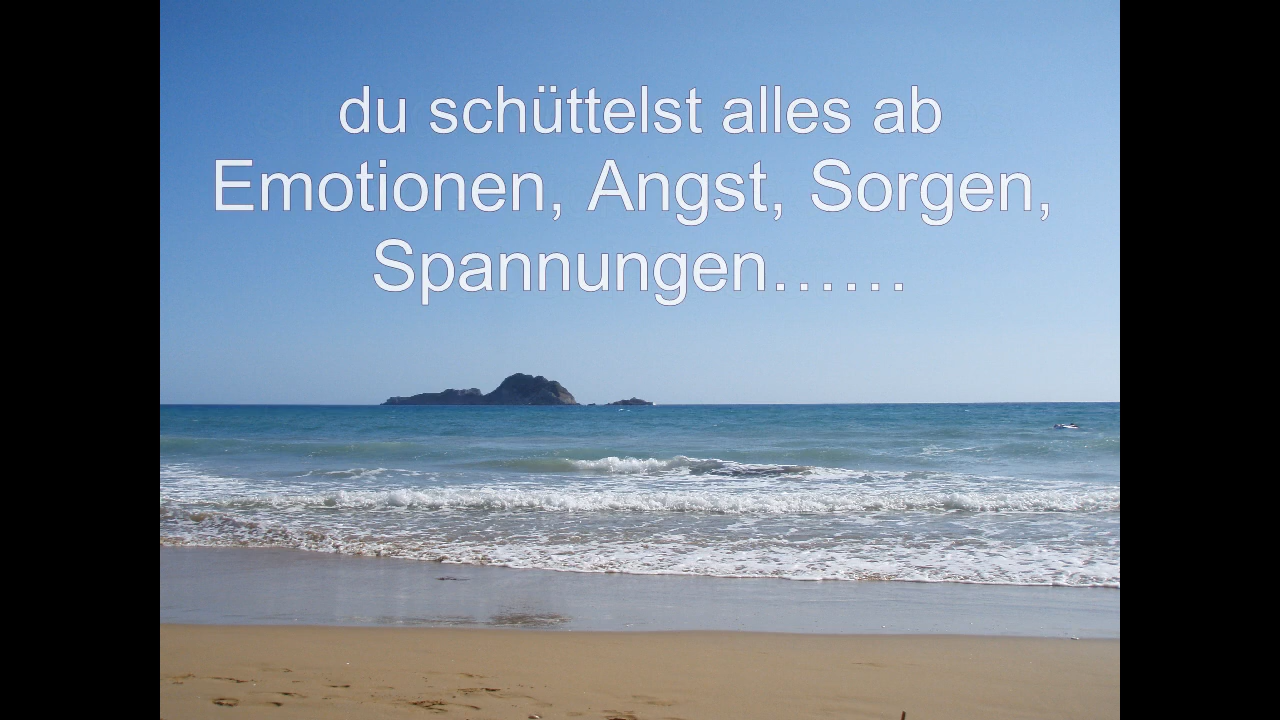 du schüttelst alles ab
Emotionen, Angst, Sorgen,
Spannungen……